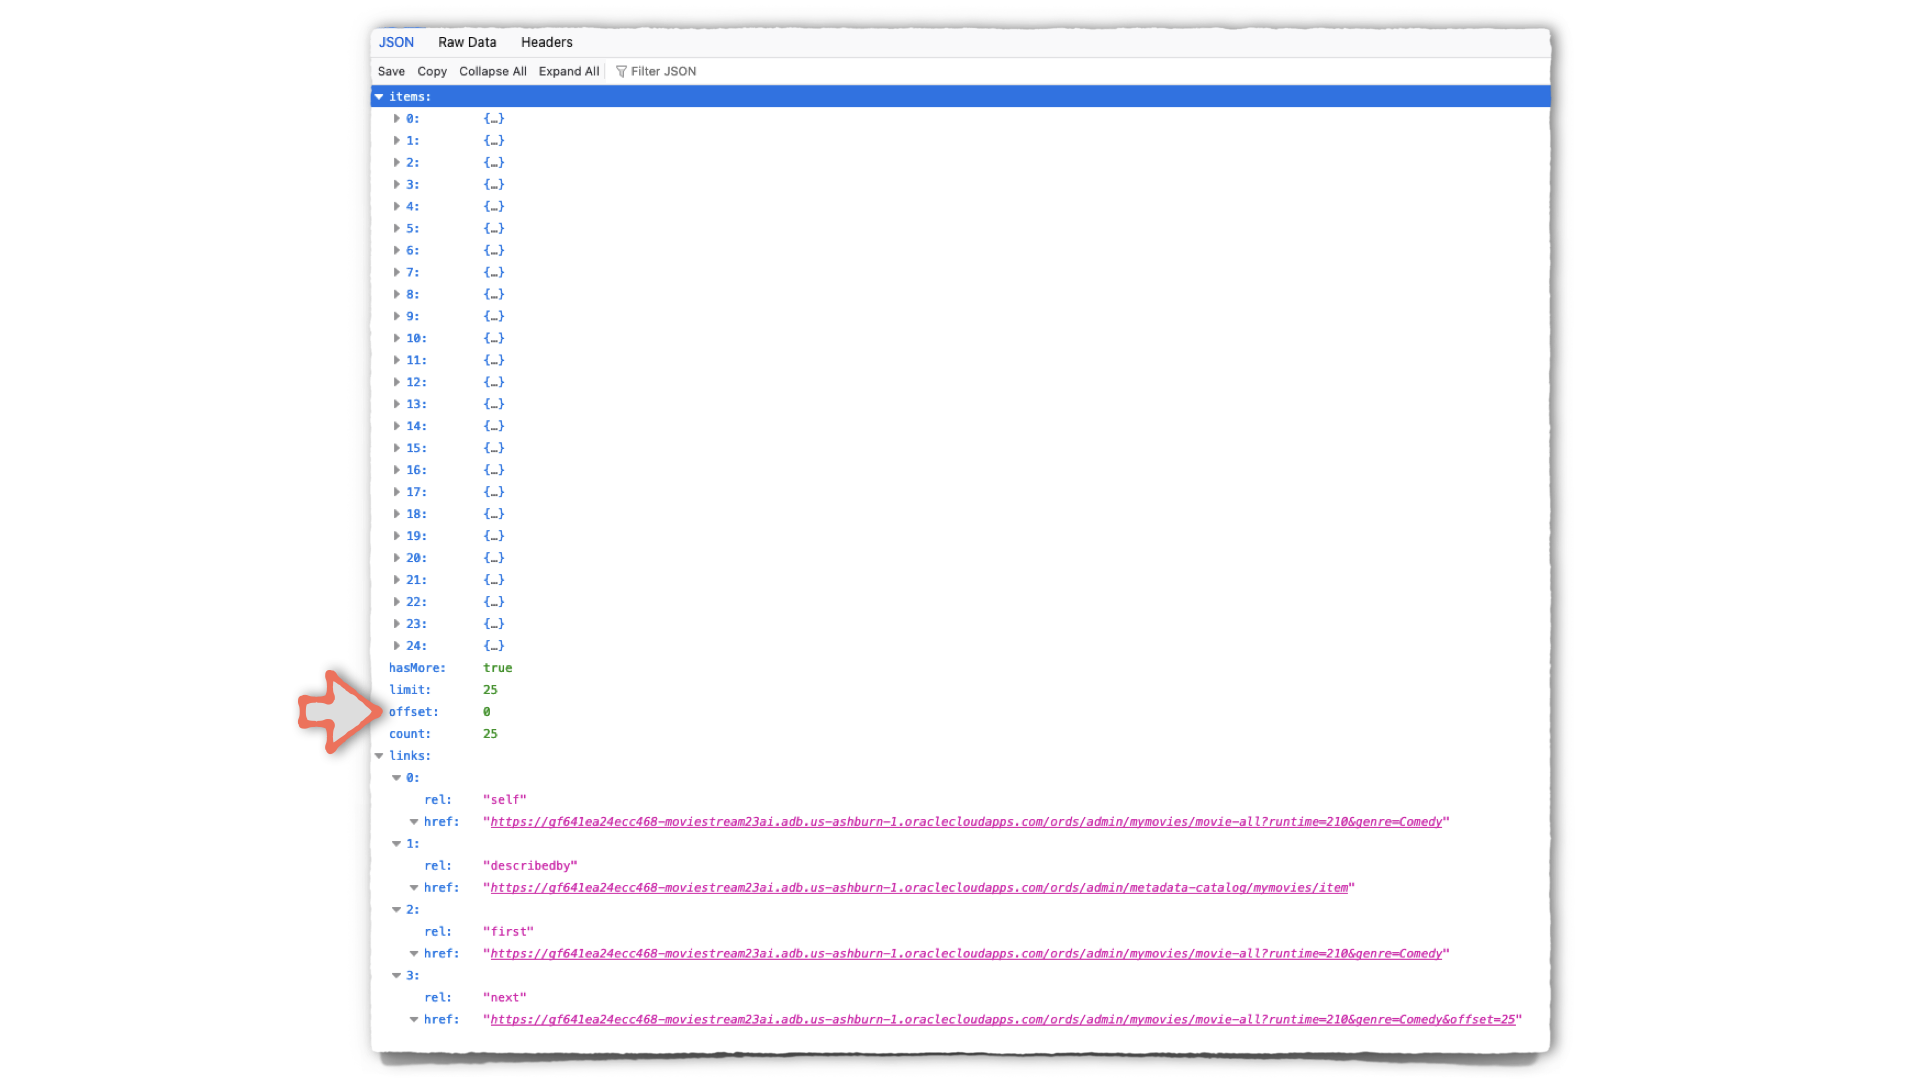 JSON Raw Data Headers
Save Copy Collapse All Expand All Filter JSON
items:
0: {…}
1: {…}
2: {…}
3: {…}
4: {…}
5: {…}
6: {…}
7: {…}
8: {…}
9: {…}
10: {…}
11: {…}
12: {…}
13: {…}
14: {…}
15: {…}
16: {…}
17: {…}
18: {…}
19: {…}
20: {…}
21: {…}
22: {…}
23: {…}
24: {…}
hasMore: true
limit: 25
offset: 0
count: 25
links:
0:
rel: "self"
href: "https://gf641ea24ecc468-moviestream23ai.adb.us-ashburn-1.oraclecloudapps.com/ords/admin/mymovies/movie-all?runtime=210&genre=Comedy"
1:
rel: "describedby"
href: "https://gf641ea24ecc468-moviestream23ai.adb.us-ashburn-1.oraclecloudapps.com/ords/admin/metadata-catalog/mymovies/item"
2:
rel: "first"
href: "https://gf641ea24ecc468-moviestream23ai.adb.us-ashburn-1.oraclecloudapps.com/ords/admin/mymovies/movie-all?runtime=210&genre=Comedy"
3:
rel: "next"
href: "https://gf641ea24ecc468-moviestream23ai.adb.us-ashburn-1.oraclecloudapps.com/ords/admin/mymovies/movie-all?runtime=210&genre=Comedy&offset=25"